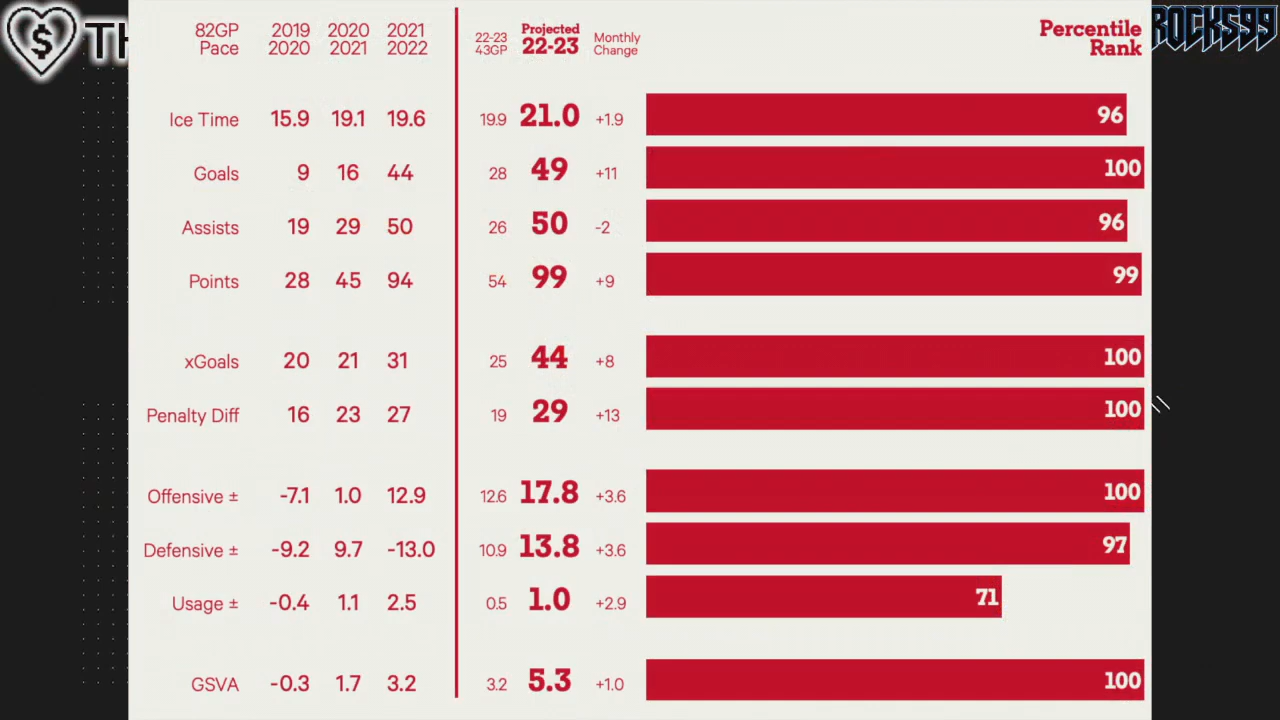 $
TH
ROCKS99
82GP Pace 2019 2020 2020 2021 2021 2022 22-23 43GP Projected 22-23 Monthly Change Percentile Rank
Ice Time 15.9 19.1 19.6 19.9 21.0 +1.9 96
Goals 9 16 44 28 49 +11 100
Assists 19 29 50 26 50 -2 96
Points 28 45 94 54 99 +9 99
xGoals 20 21 31 25 44 +8 100
Penalty Diff 16 23 27 19 29 +13 100
Offensive ± -7.1 1.0 12.9 12.6 17.8 +3.6 100
Defensive ± -9.2 9.7 -13.0 10.9 13.8 +3.6 97
Usage ± -0.4 1.1 2.5 0.5 1.0 +2.9 71
GSVA -0.3 1.7 3.2 3.2 5.3 +1.0 100